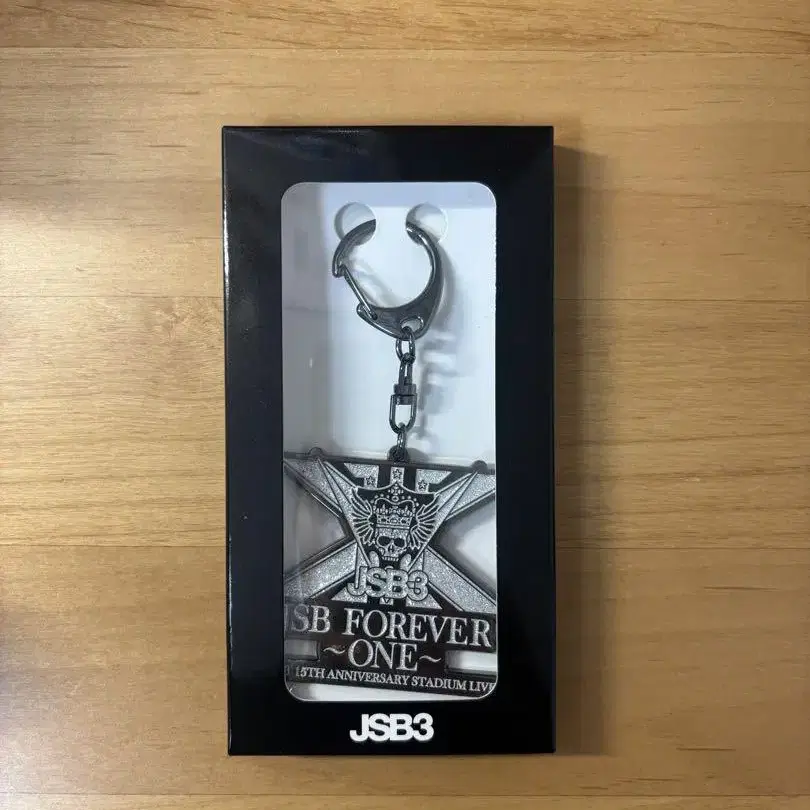 JSB3
JSB FOREVER
~ONE~
15TH ANNIVERSARY STADIUM LIVE
JSB3